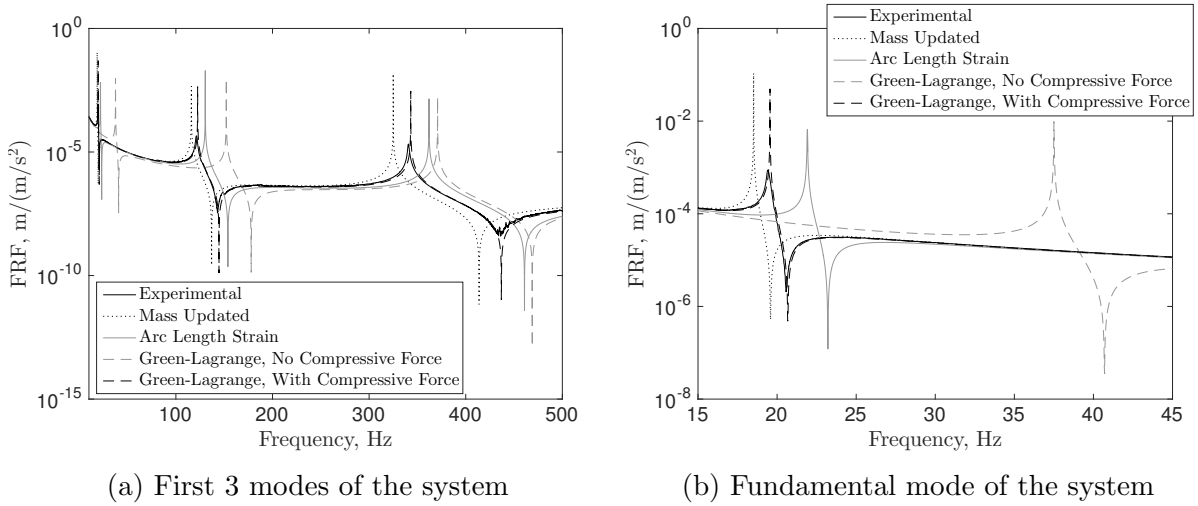 10^0
10^-5
10^-10
10^-15
FRF, m/(m/s^2)
Experimental
Mass Updated
Arc Length Strain
Green-Lagrange, No Compressive Force
Green-Lagrange, With Compressive Force
100 200 300 400 500
Frequency, Hz
(a) First 3 modes of the system
10^0
10^-2
10^-4
10^-6
10^-8
FRF, m/(m/s^2)
Experimental
Mass Updated
Arc Length Strain
Green-Lagrange, No Compressive Force
Green-Lagrange, With Compressive Force
15 20 25 30 35 40 45
Frequency, Hz
(b) Fundamental mode of the system